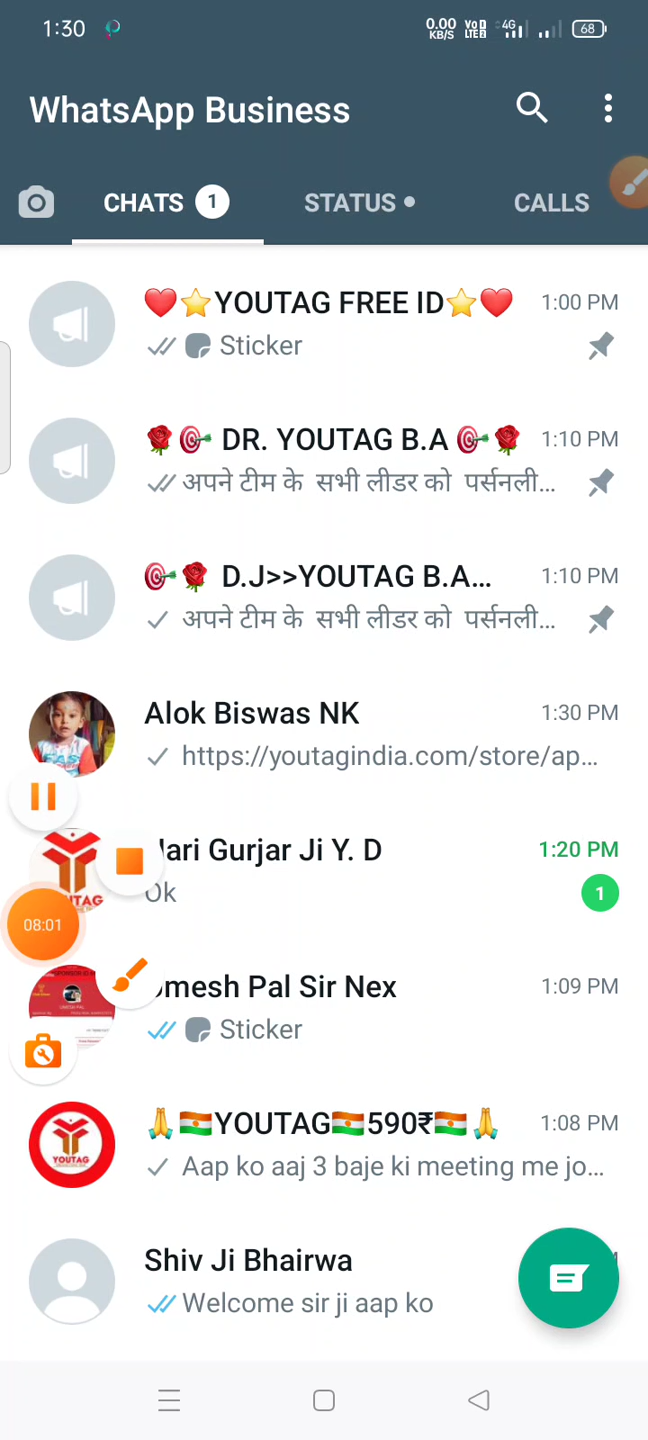 1:30 0.00 KB/S Vo LTE 4G 68
WhatsApp Business
CHATS 1 STATUS CALLS
❤️⭐YOUTAG FREE ID⭐❤️ 1:00 PM
Sticker
🌹🎯 DR. YOUTAG B.A 🎯🌹 1:10 PM
अपने टीम के सभी लीडर को पर्सनली...
🎯🌹 D.J>>YOUTAG B.A... 1:10 PM
अपने टीम के सभी लीडर को पर्सनली...
Alok Biswas NK 1:30 PM
https://youtagindia.com/store/ap...
Gurjar Ji Y. D 1:20 PM
Ok 1
08:01
Pal Sir Nex 1:09 PM
Sticker
🙏🇮🇳YOUTAG🇮🇳590₹🇮🇳🙏 1:08 PM
YOUTAG
Aap ko aaj 3 baje ki meeting me jo...
Shiv Ji Bhairwa
Welcome sir ji aap ko